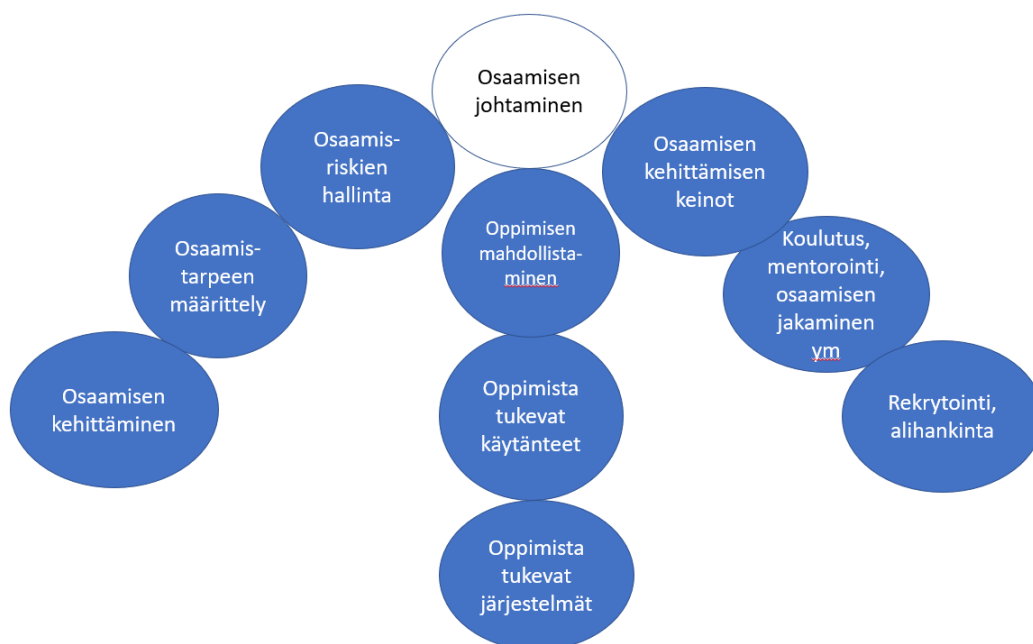 Osaamisen
johtaminen
Osaamis-
riskien
hallinta
Osaamis-
tarpeen
määrittely
Osaamisen
kehittäminen
Oppimisen
mahdollista-
minen
Oppimista
tukevat
käytänteet
Oppimista
tukevat
järjestelmät
Osaamisen
kehittämisen
keinot
Koulutus,
mentorointi,
osaamisen
jakaminen
ym
Rekrytointi,
alihankinta